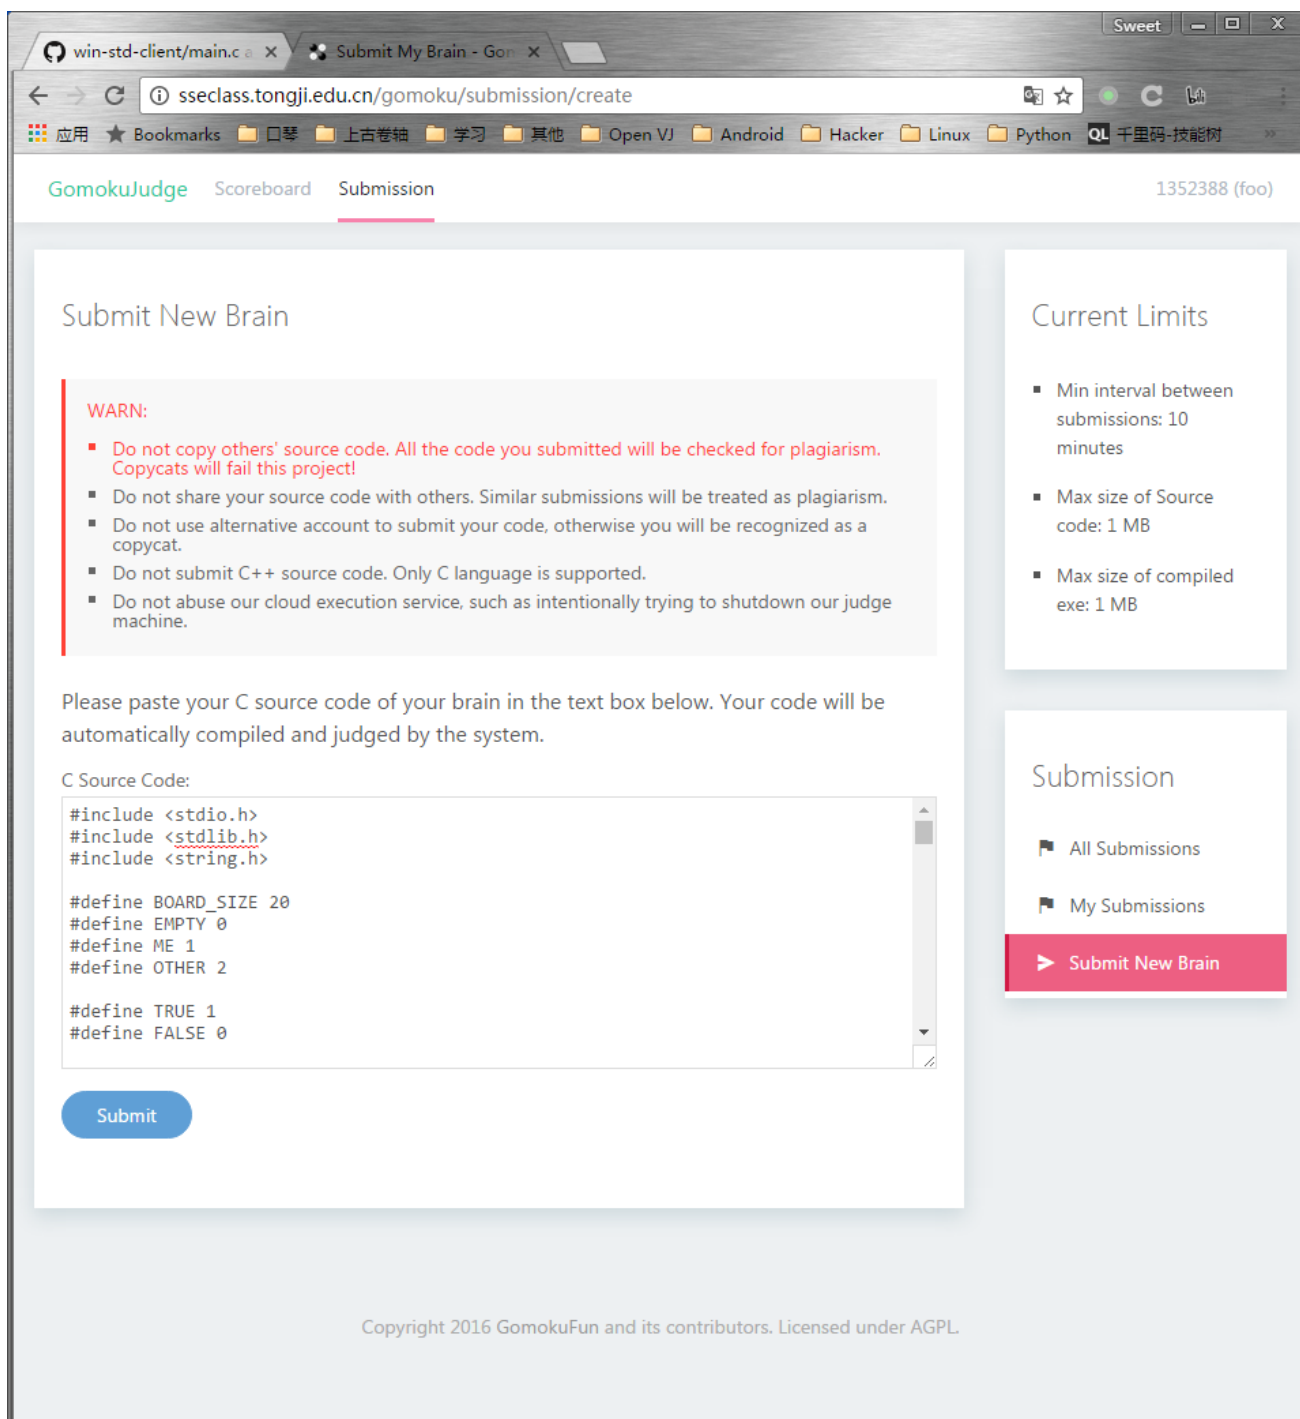 Sweet
win-std-client/main.c a
Submit My Brain - Gom
sseclass.tongji.edu.cn/gomoku/submission/create
应用 Bookmarks 口琴 上古卷轴 学习 其他 Open VJ Android Hacker Linux Python QL 千里码-技能树 »
GomokuJudge Scoreboard Submission 1352388 (foo)
Submit New Brain
WARN:
Do not copy others' source code. All the code you submitted will be checked for plagiarism.
Copycats will fail this project!
Do not share your source code with others. Similar submissions will be treated as plagiarism.
Do not use alternative account to submit your code, otherwise you will be recognized as a
copycat.
Do not submit C++ source code. Only C language is supported.
Do not abuse our cloud execution service, such as intentionally trying to shutdown our judge
machine.
Please paste your C source code of your brain in the text box below. Your code will be
automatically compiled and judged by the system.
C Source Code:
#include <stdio.h>
#include <stdlib.h>
#include <string.h>
#define BOARD_SIZE 20
#define EMPTY 0
#define ME 1
#define OTHER 2
#define TRUE 1
#define FALSE 0
Submit
Current Limits
Min interval between
submissions: 10
minutes
Max size of Source
code: 1 MB
Max size of compiled
exe: 1 MB
Submission
All Submissions
My Submissions
Submit New Brain
Copyright 2016 GomokuFun and its contributors. Licensed under AGPL.